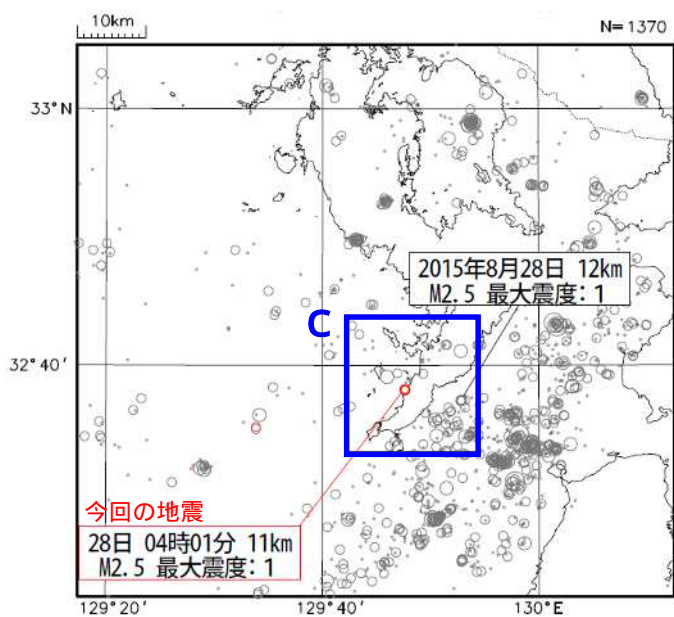 10km
N= 1370
33°N
2015年8月28日 12km
M2.5 最大震度：1
C
32°40′
今回の地震
28日 04時01分 11km
M2.5 最大震度：1
129°20′
129°40′
130°E